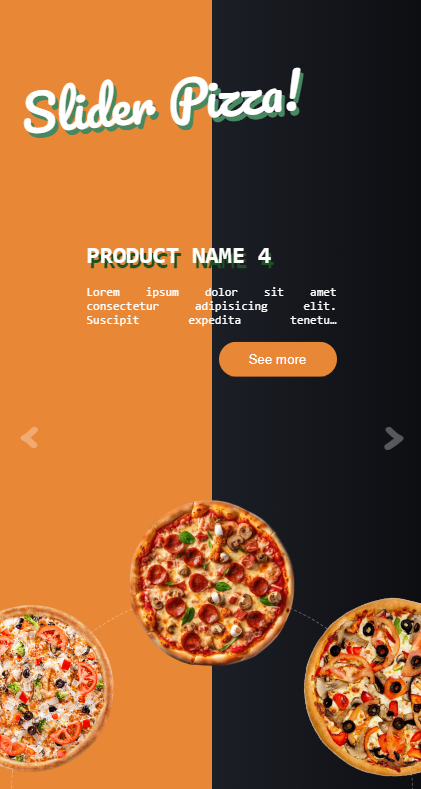 Slider Pizza!
PRODUCT NAME 4
Lorem ipsum dolor sit amet
consectetur adipisicing elit.
Suscipit expedita tenetu…
See more